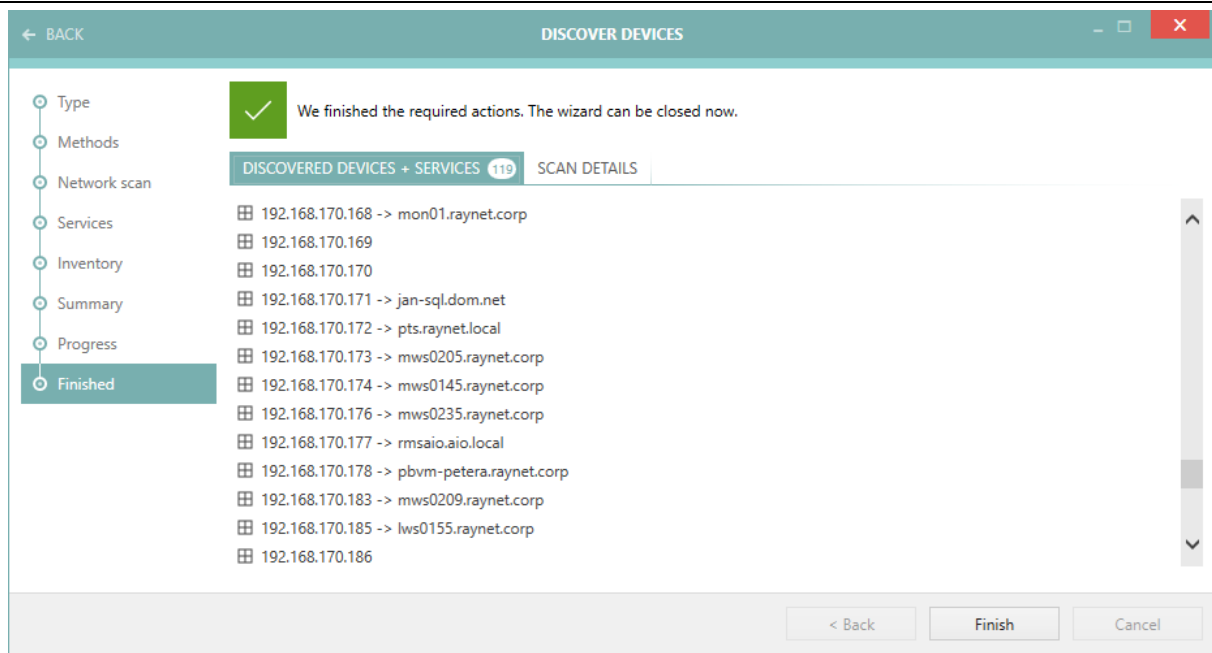 ← BACK
DISCOVER DEVICES
Type
Methods
Network scan
Services
Inventory
Summary
Progress
Finished
We finished the required actions. The wizard can be closed now.
DISCOVERED DEVICES + SERVICES 119 SCAN DETAILS
192.168.170.168 -> mon01.raynet.corp
192.168.170.169
192.168.170.170
192.168.170.171 -> jan-sql.dom.net
192.168.170.172 -> pts.raynet.local
192.168.170.173 -> mws0205.raynet.corp
192.168.170.174 -> mws0145.raynet.corp
192.168.170.176 -> mws0235.raynet.corp
192.168.170.177 -> rmsaio.aio.local
192.168.170.178 -> pbvm-petera.raynet.corp
192.168.170.183 -> mws0209.raynet.corp
192.168.170.185 -> lws0155.raynet.corp
192.168.170.186
< Back Finish Cancel